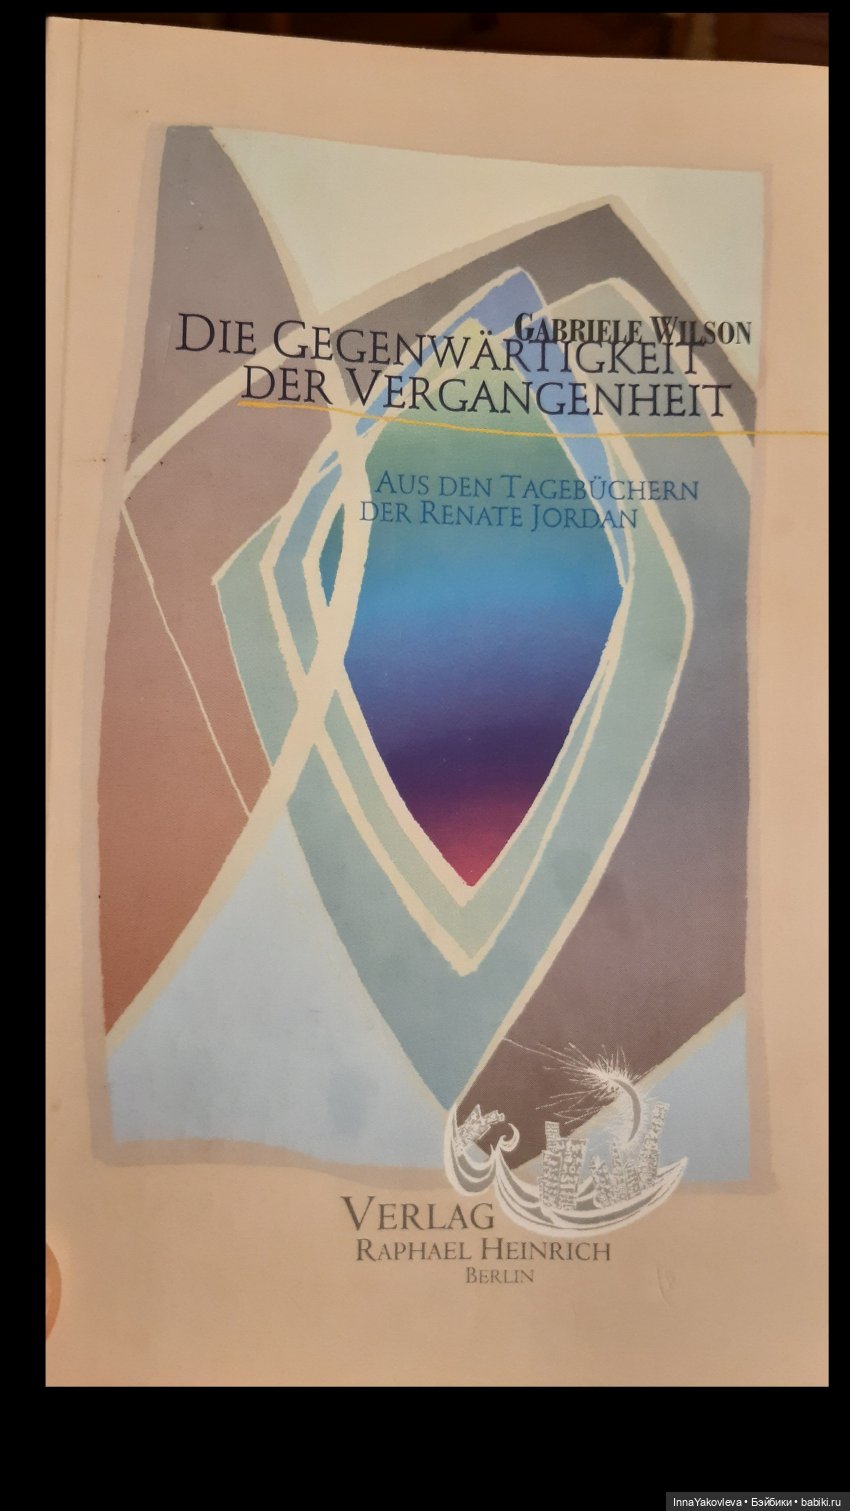 GABRIELE WILSON
DIE GEGENWÄRTIGKEIT
DER VERGANGENHEIT
AUS DEN TAGEBÜCHERN
DER RENATE JORDAN
VERLAG
RAPHAEL HEINRICH
BERLIN
InnaYakovleva • Бэйбики • babiki.ru